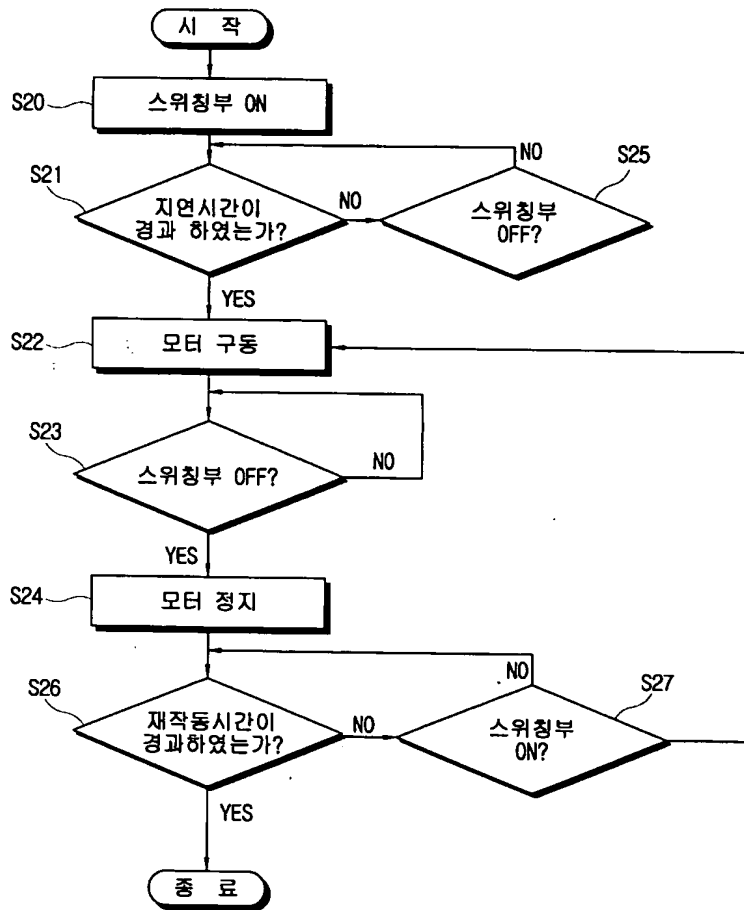 시 작
S20
스위칭부 ON
NO
S25
S21
지연시간이
경과 하였는가?
NO
스위칭부
OFF?
YES
S22
모터 구동
S23
스위칭부 OFF?
NO
YES
S24
모터 정지
NO
S27
S26
재작동시간이
경과하였는가?
NO
스위칭부
ON?
YES
종 료